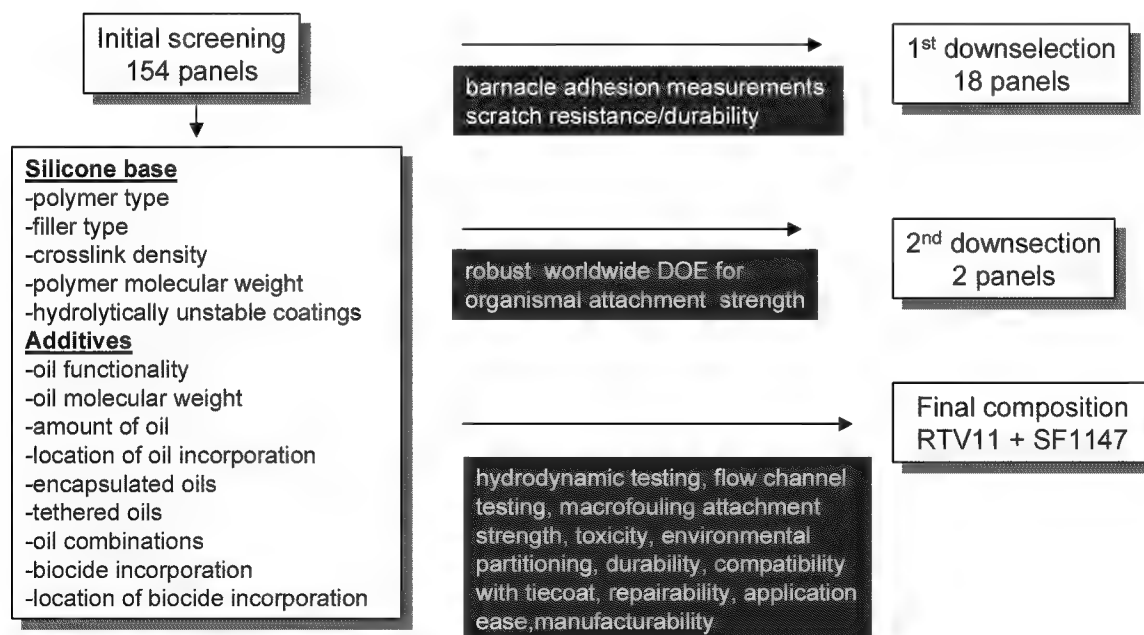 Initial screening
154 panels
barnacle adhesion measurements
scratch resistance/durability
1st downselection
18 panels
Silicone base
-polymer type
-filler type
-crosslink density
-polymer molecular weight
-hydrolytically unstable coatings
Additives
-oil functionality
-oil molecular weight
-amount of oil
-location of oil incorporation
-encapsulated oils
-tethered oils
-oil combinations
-biocide incorporation
-location of biocide incorporation
robust worldwide DOE for
organismal attachment strength
2nd downsection
2 panels
hydrodynamic testing, flow channel
testing, macrofouling attachment
strength, toxicity, environmental
partitioning, durability, compatibility
with tiecoat, repairability, application
ease,manufacturability
Final composition
RTV11 + SF1147